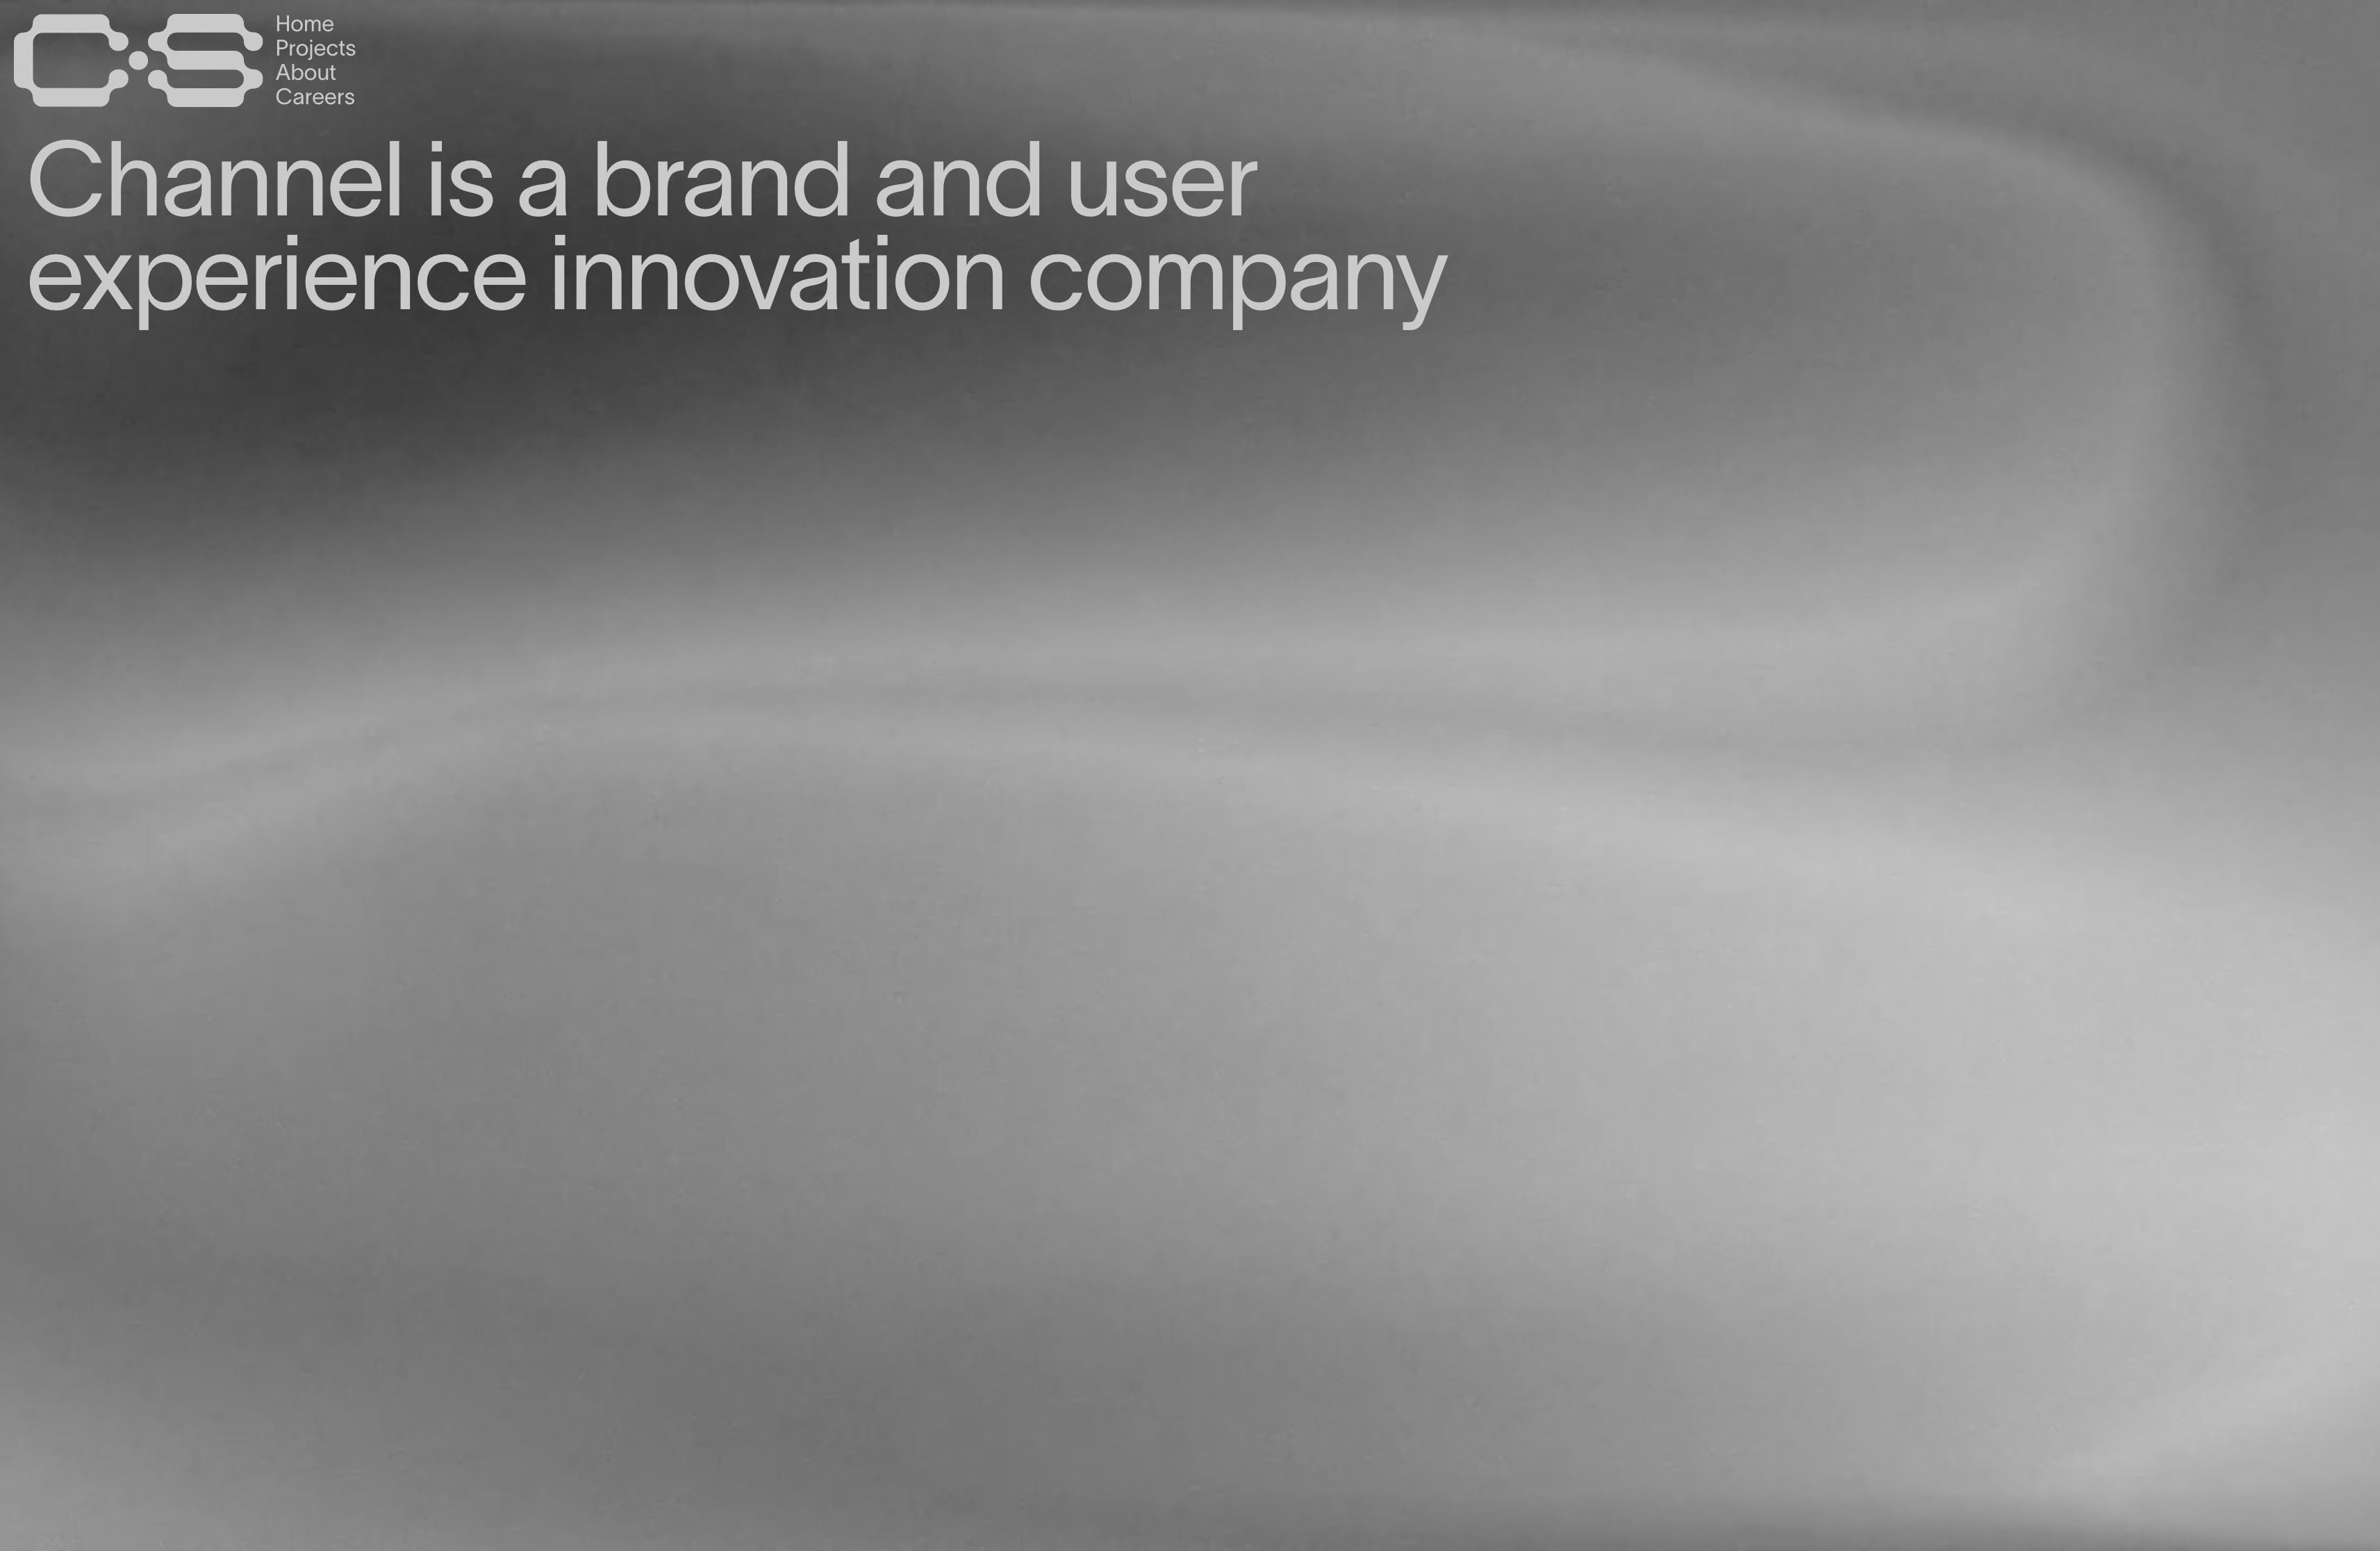 C:S
Home
Projects
About
Careers
Channel is a brand and user
experience innovation company